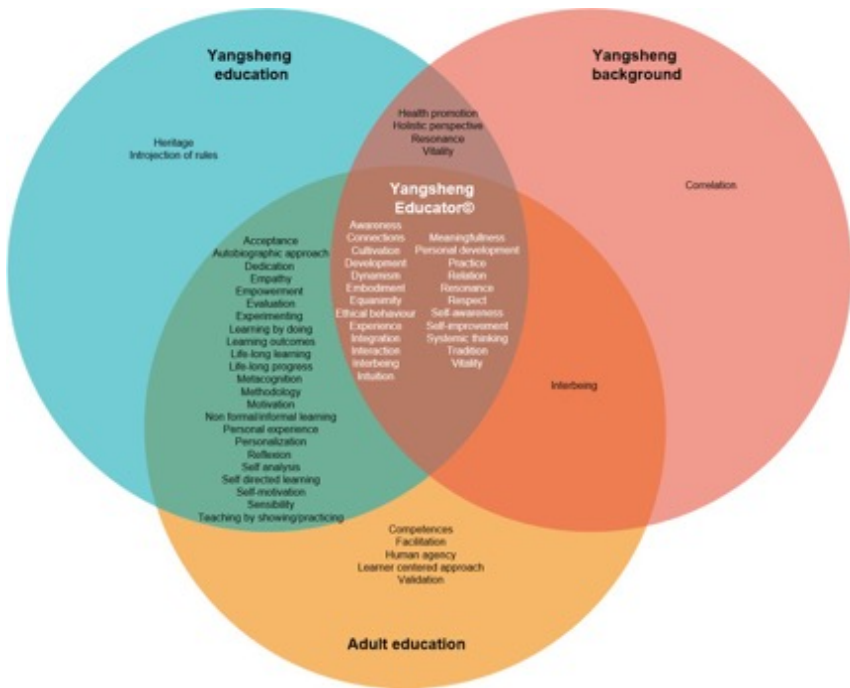 Yangsheng
education
Yangsheng
background
Heritage
Introjection of rules
Health promotion
Holistic perspective
Resonance
Vitality
Correlation
Yangsheng
Educator©
Awareness
Connections
Cultivation
Development
Dynamism
Embodiment
Equanimity
Ethical behaviour
Experience
Integration
Interaction
Interbeing
Intuition
Meaningfullness
Personal development
Practice
Relation
Resonance
Respect
Self-awareness
Self-improvement
Systemic thinking
Tradition
Vitality
Acceptance
Autobiographic approach
Dedication
Empathy
Empowerment
Evaluation
Experimenting
Learning by doing
Learning outcomes
Life-long learning
Life-long progress
Metacognition
Methodology
Motivation
Non formal/informal learning
Personal experience
Personalization
Reflexion
Self analysis
Self directed learning
Self-motivation
Sensibility
Teaching by showing/practicing
Interbeing
Competences
Facilitation
Human agency
Learner centered approach
Validation
Adult education